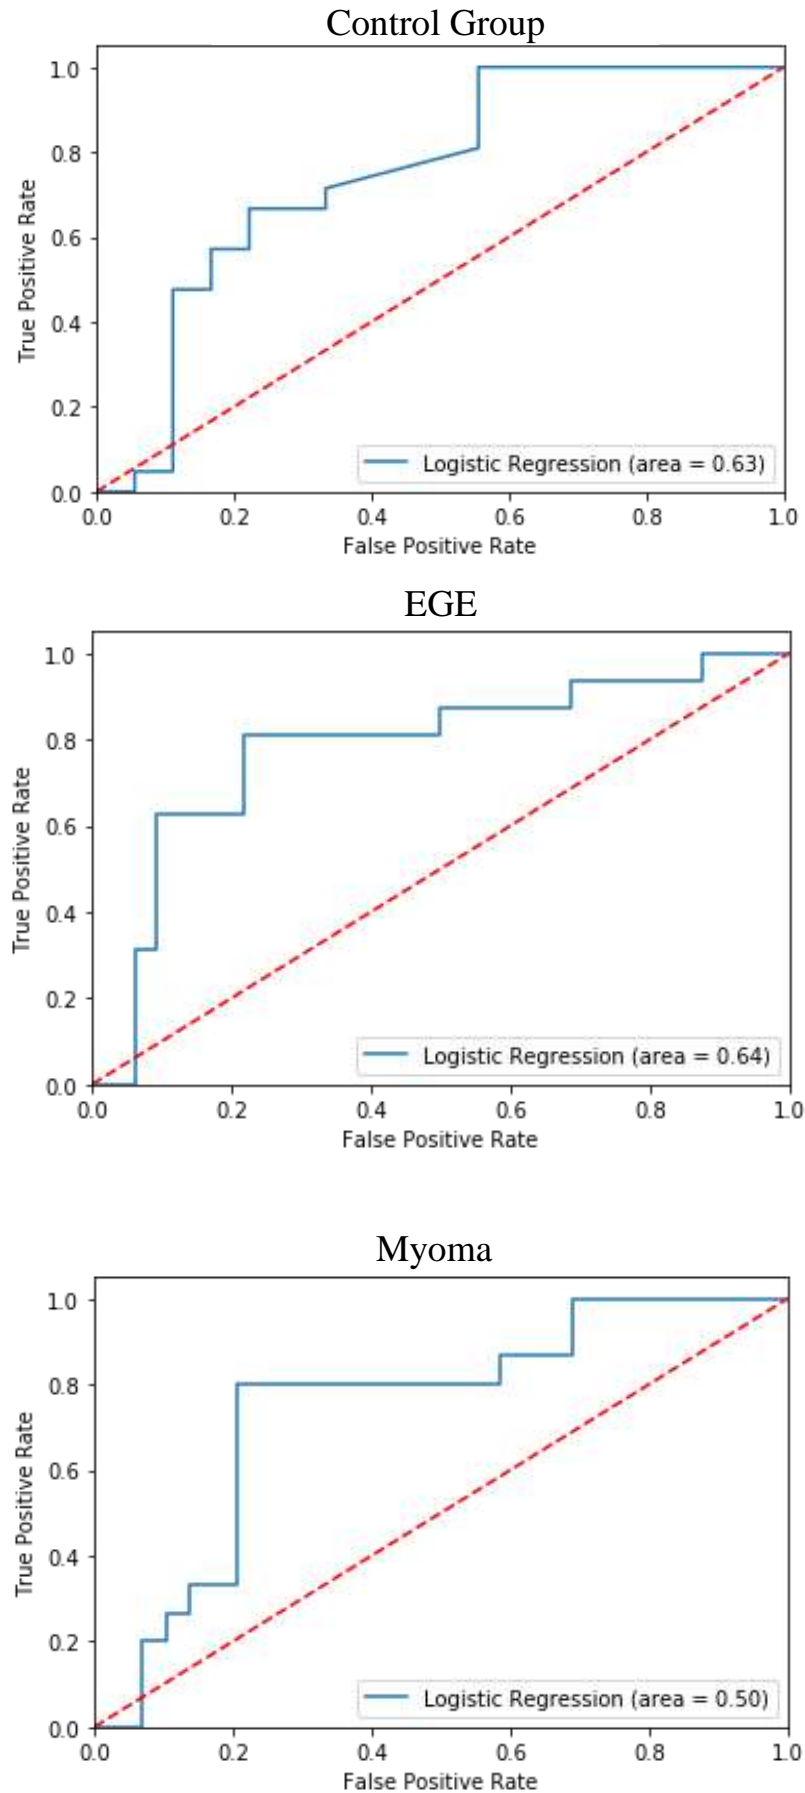 Control Group
1.0
0.8
0.6
0.4
0.2
0.0
True Positive Rate
Logistic Regression (area = 0.63)
0.0 0.2 0.4 0.6 0.8 1.0
False Positive Rate
EGE
1.0
0.8
0.6
0.4
0.2
0.0
True Positive Rate
Logistic Regression (area = 0.64)
0.0 0.2 0.4 0.6 0.8 1.0
False Positive Rate
Myoma
1.0
0.8
0.6
0.4
0.2
0.0
True Positive Rate
Logistic Regression (area = 0.50)
0.0 0.2 0.4 0.6 0.8 1.0
False Positive Rate